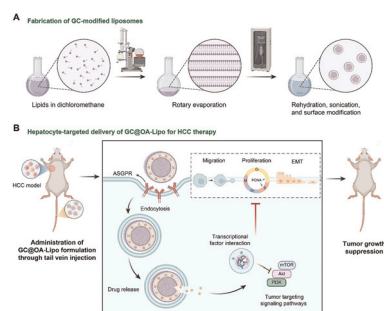 A Fabrication of GC-modified liposomes
Lipids in dichloromethane
Rotary evaporation
Rehydration, sonication,
and surface modification
B Hepatocyte-targeted delivery of GC@OA-Lipo for HCC therapy
HCC model
Administration of
GC@OA-Lipo formulation
through tail vein injection
ASGPR
Endocytosis
Drug release
Migration
Proliferation
EMT
PCNA
Transcriptional
factor interaction
mTOR
Akt
PI3K
Tumor targeting
signaling pathways
Tumor growth
suppression